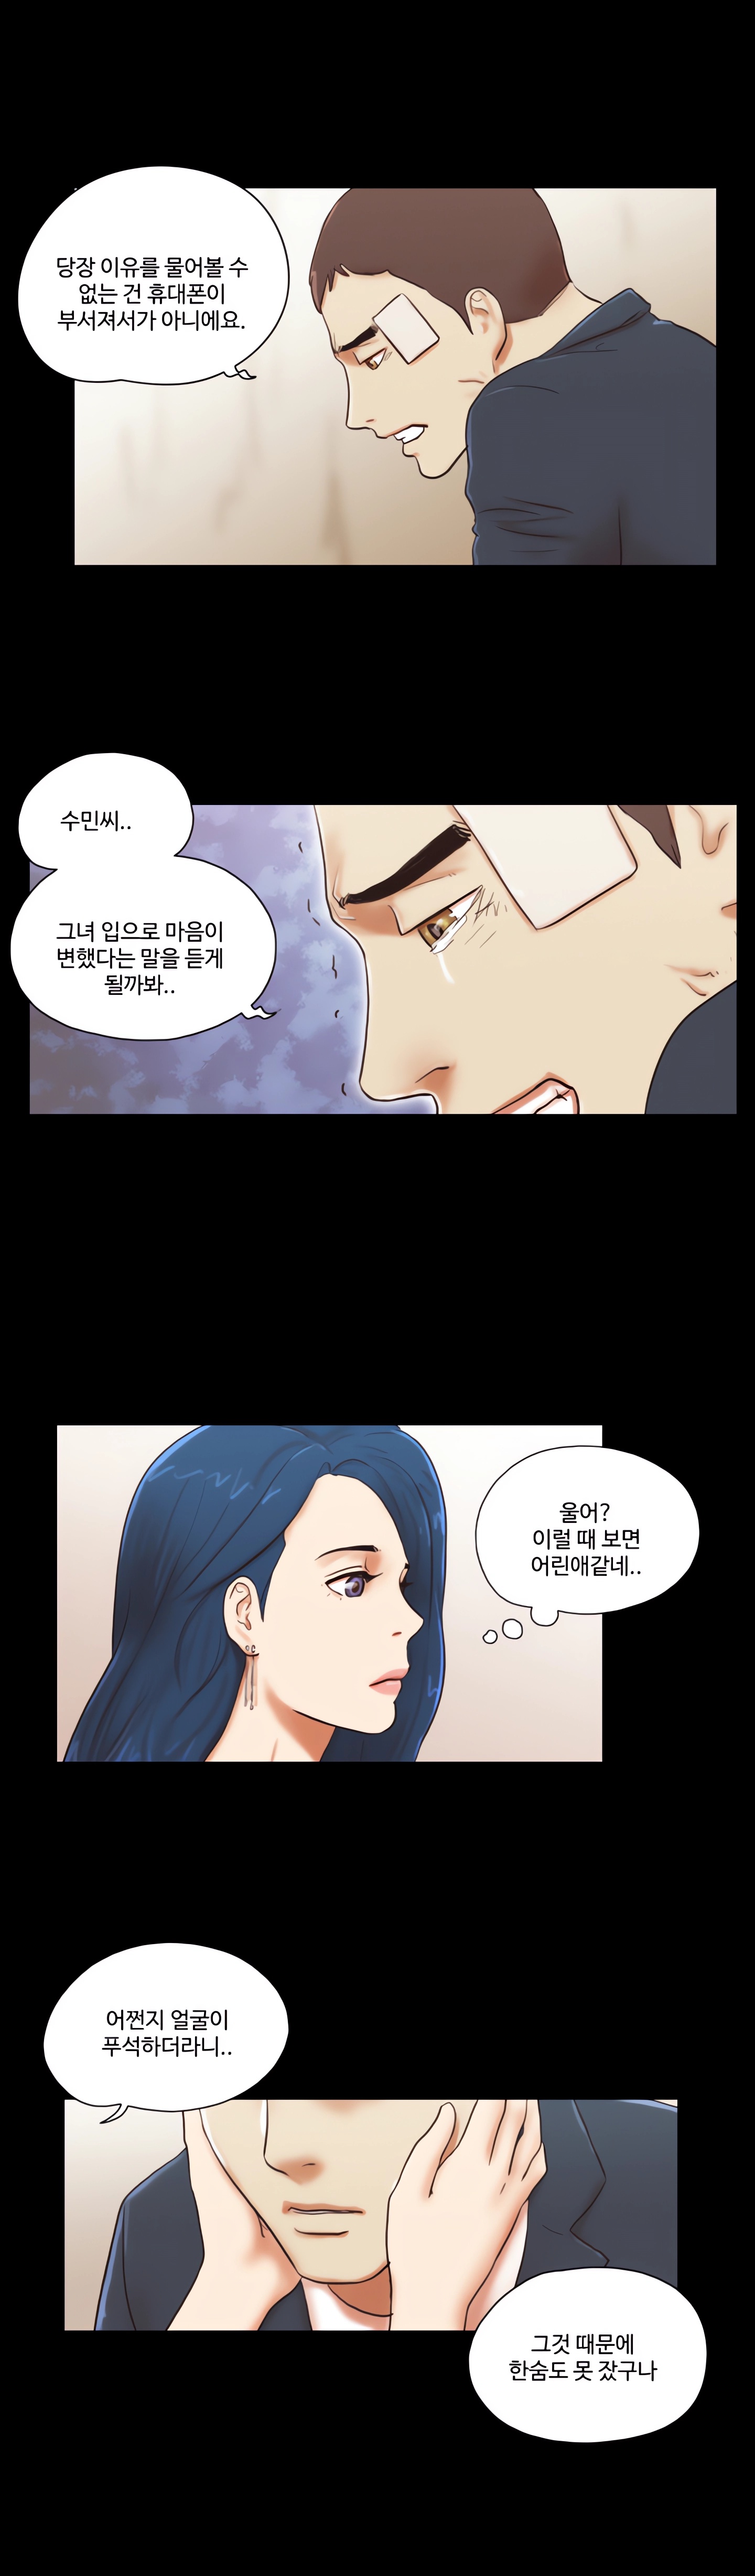 당장 이유를 물어볼 수
없는 건 휴대폰이
부서져서가 아니에요.
수민씨..
그녀 입으로 마음이
변했다는 말을 듣게
될까봐..
울어?
이럴 때 보면
어린애같네..
어쩐지 얼굴이
푸석하더라니..
그것 때문에
한숨도 못 잤구나